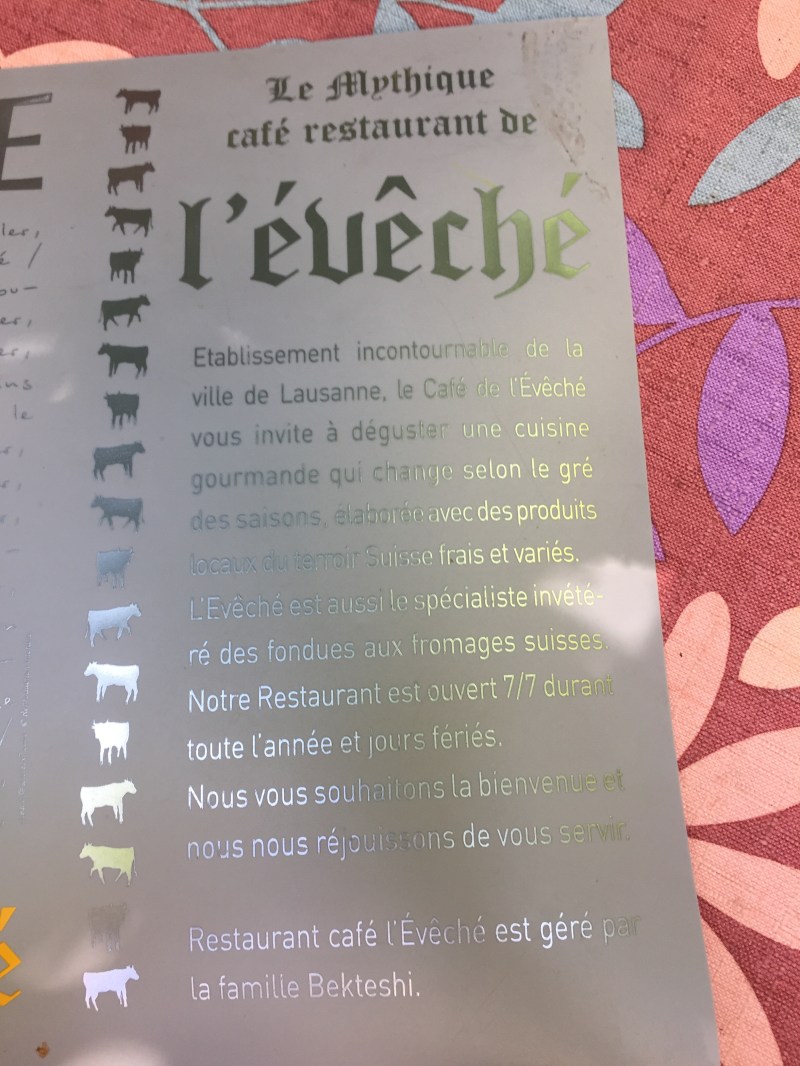 Le Mythique
café restaurant de
l'évêché
Etablissement incontournable de la
ville de Lausanne, le Café de l'Évêché
vous invite à déguster une cuisine
gourmande qui change selon le gré
des saisons, élaborée avec des produits
locaux du terroir Suisse frais et variés.
L'Evêché est aussi le spécialiste invété-
ré des fondues aux fromages suisses.
Notre Restaurant est ouvert 7/7 durant
toute l'année et jours fériés.
Nous vous souhaitons la bienvenue et
nous nous réjouissons de vous servir.
Restaurant café l'Évêché est géré par
la famille Bekteshi.